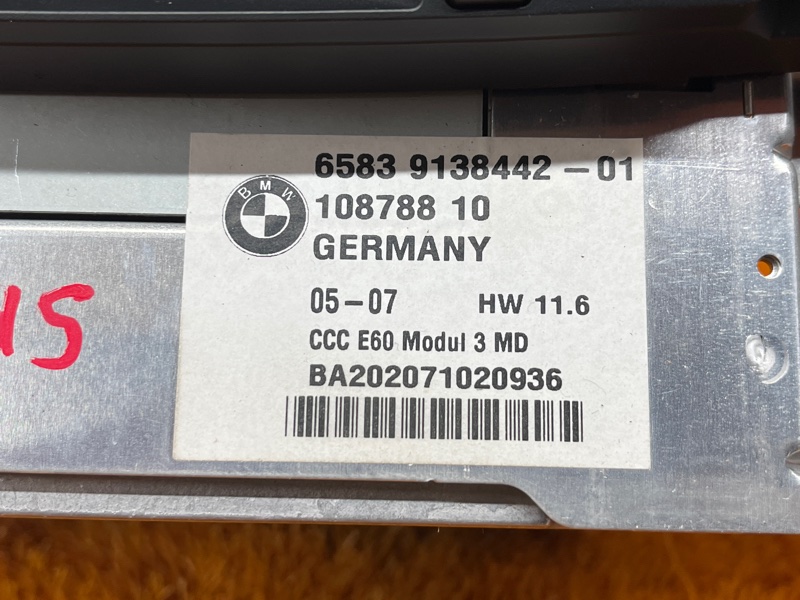 6583 9138442-01
BMW
108788 10
GERMANY
05-07 HW 11.6
CCC E60 Modul 3 MD
BA202071020936